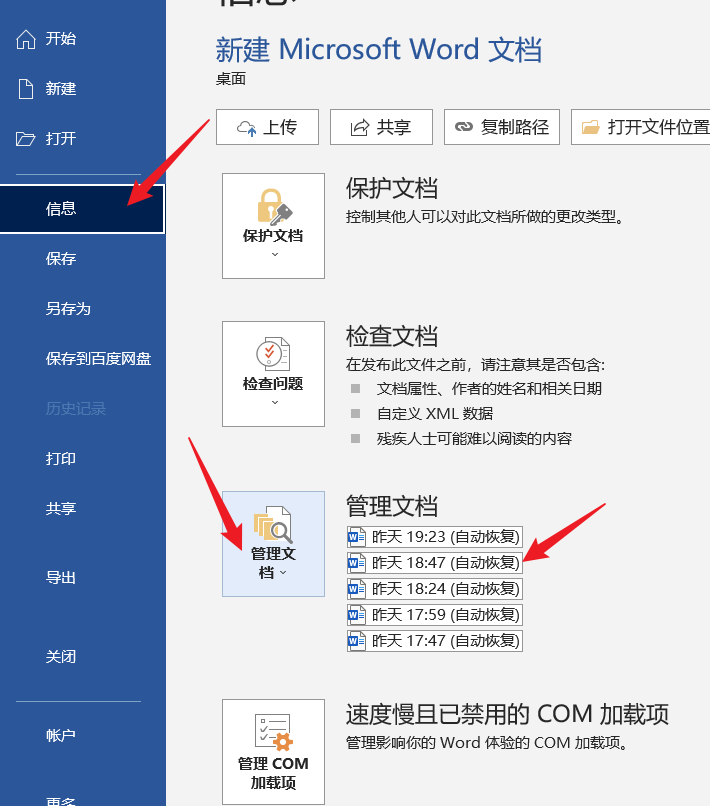 开始
新建
打开
信息
保存
另存为
保存到百度网盘
历史记录
打印
共享
导出
关闭
帐户
更多
信息
新建 Microsoft Word 文档
桌面
上传
共享
复制路径
打开文件位置
保护文档
保护文档
控制其他人可以对此文档所做的更改类型。
检查问题
检查文档
在发布此文件之前，请注意其是否包含:
文档属性、作者的姓名和相关日期
自定义 XML 数据
残疾人士可能难以阅读的内容
管理文
档
管理文档
昨天 19:23 (自动恢复)
昨天 18:47 (自动恢复)
昨天 18:24 (自动恢复)
昨天 17:59 (自动恢复)
昨天 17:47 (自动恢复)
管理 COM
加载项
速度慢且已禁用的 COM 加载项
管理影响你的 Word 体验的 COM 加载项。